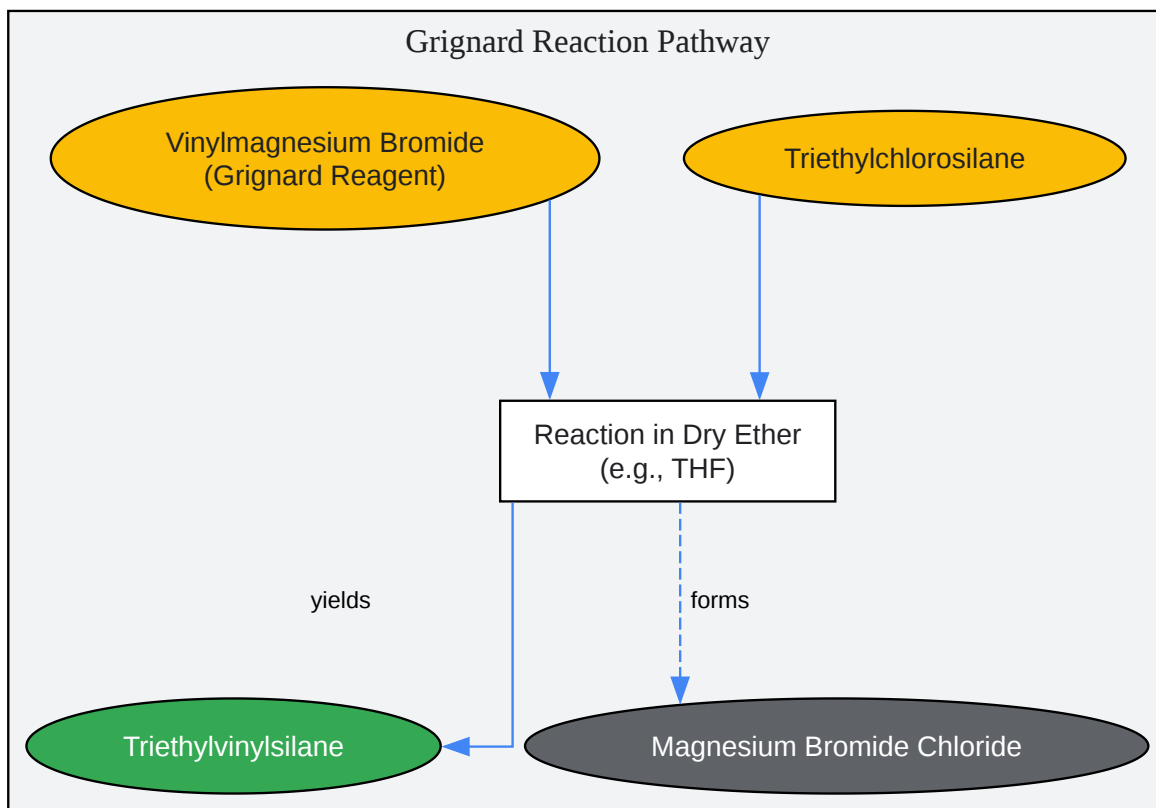 Grignard Reaction Pathway
Vinylmagnesium Bromide
(Grignard Reagent)
Triethylchlorosilane
Reaction in Dry Ether
(e.g., THF)
yields
forms
Triethylvinylsilane
Magnesium Bromide Chloride